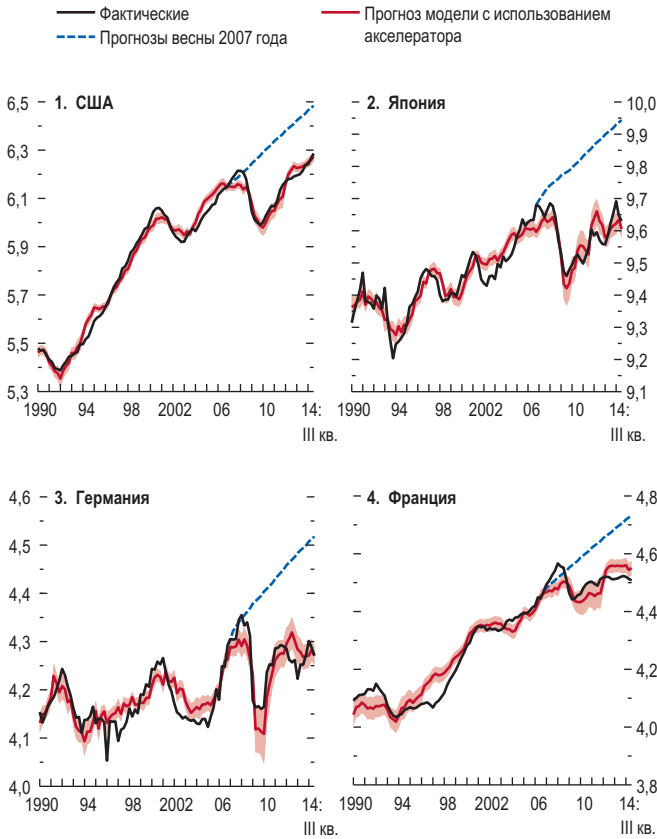 Фактические
Прогнозы весны 2007 года
Прогноз модели с использованием
акселератора
1. США
6,5
6,3
6,1
5,9
5,7
5,5
5,3
1990 94 98 2002 06 10 14:
III кв.
2. Япония
10,0
9,9
9,8
9,7
9,6
9,5
9,4
9,3
9,2
9,1
1990 94 98 2002 06 10 14:
III кв.
3. Германия
4,6
4,5
4,4
4,3
4,2
4,1
4,0
1990 94 98 2002 06 10 14:
III кв.
4. Франция
4,8
4,6
4,4
4,2
4,0
3,8
1990 94 98 2002 06 10 14:
III кв.